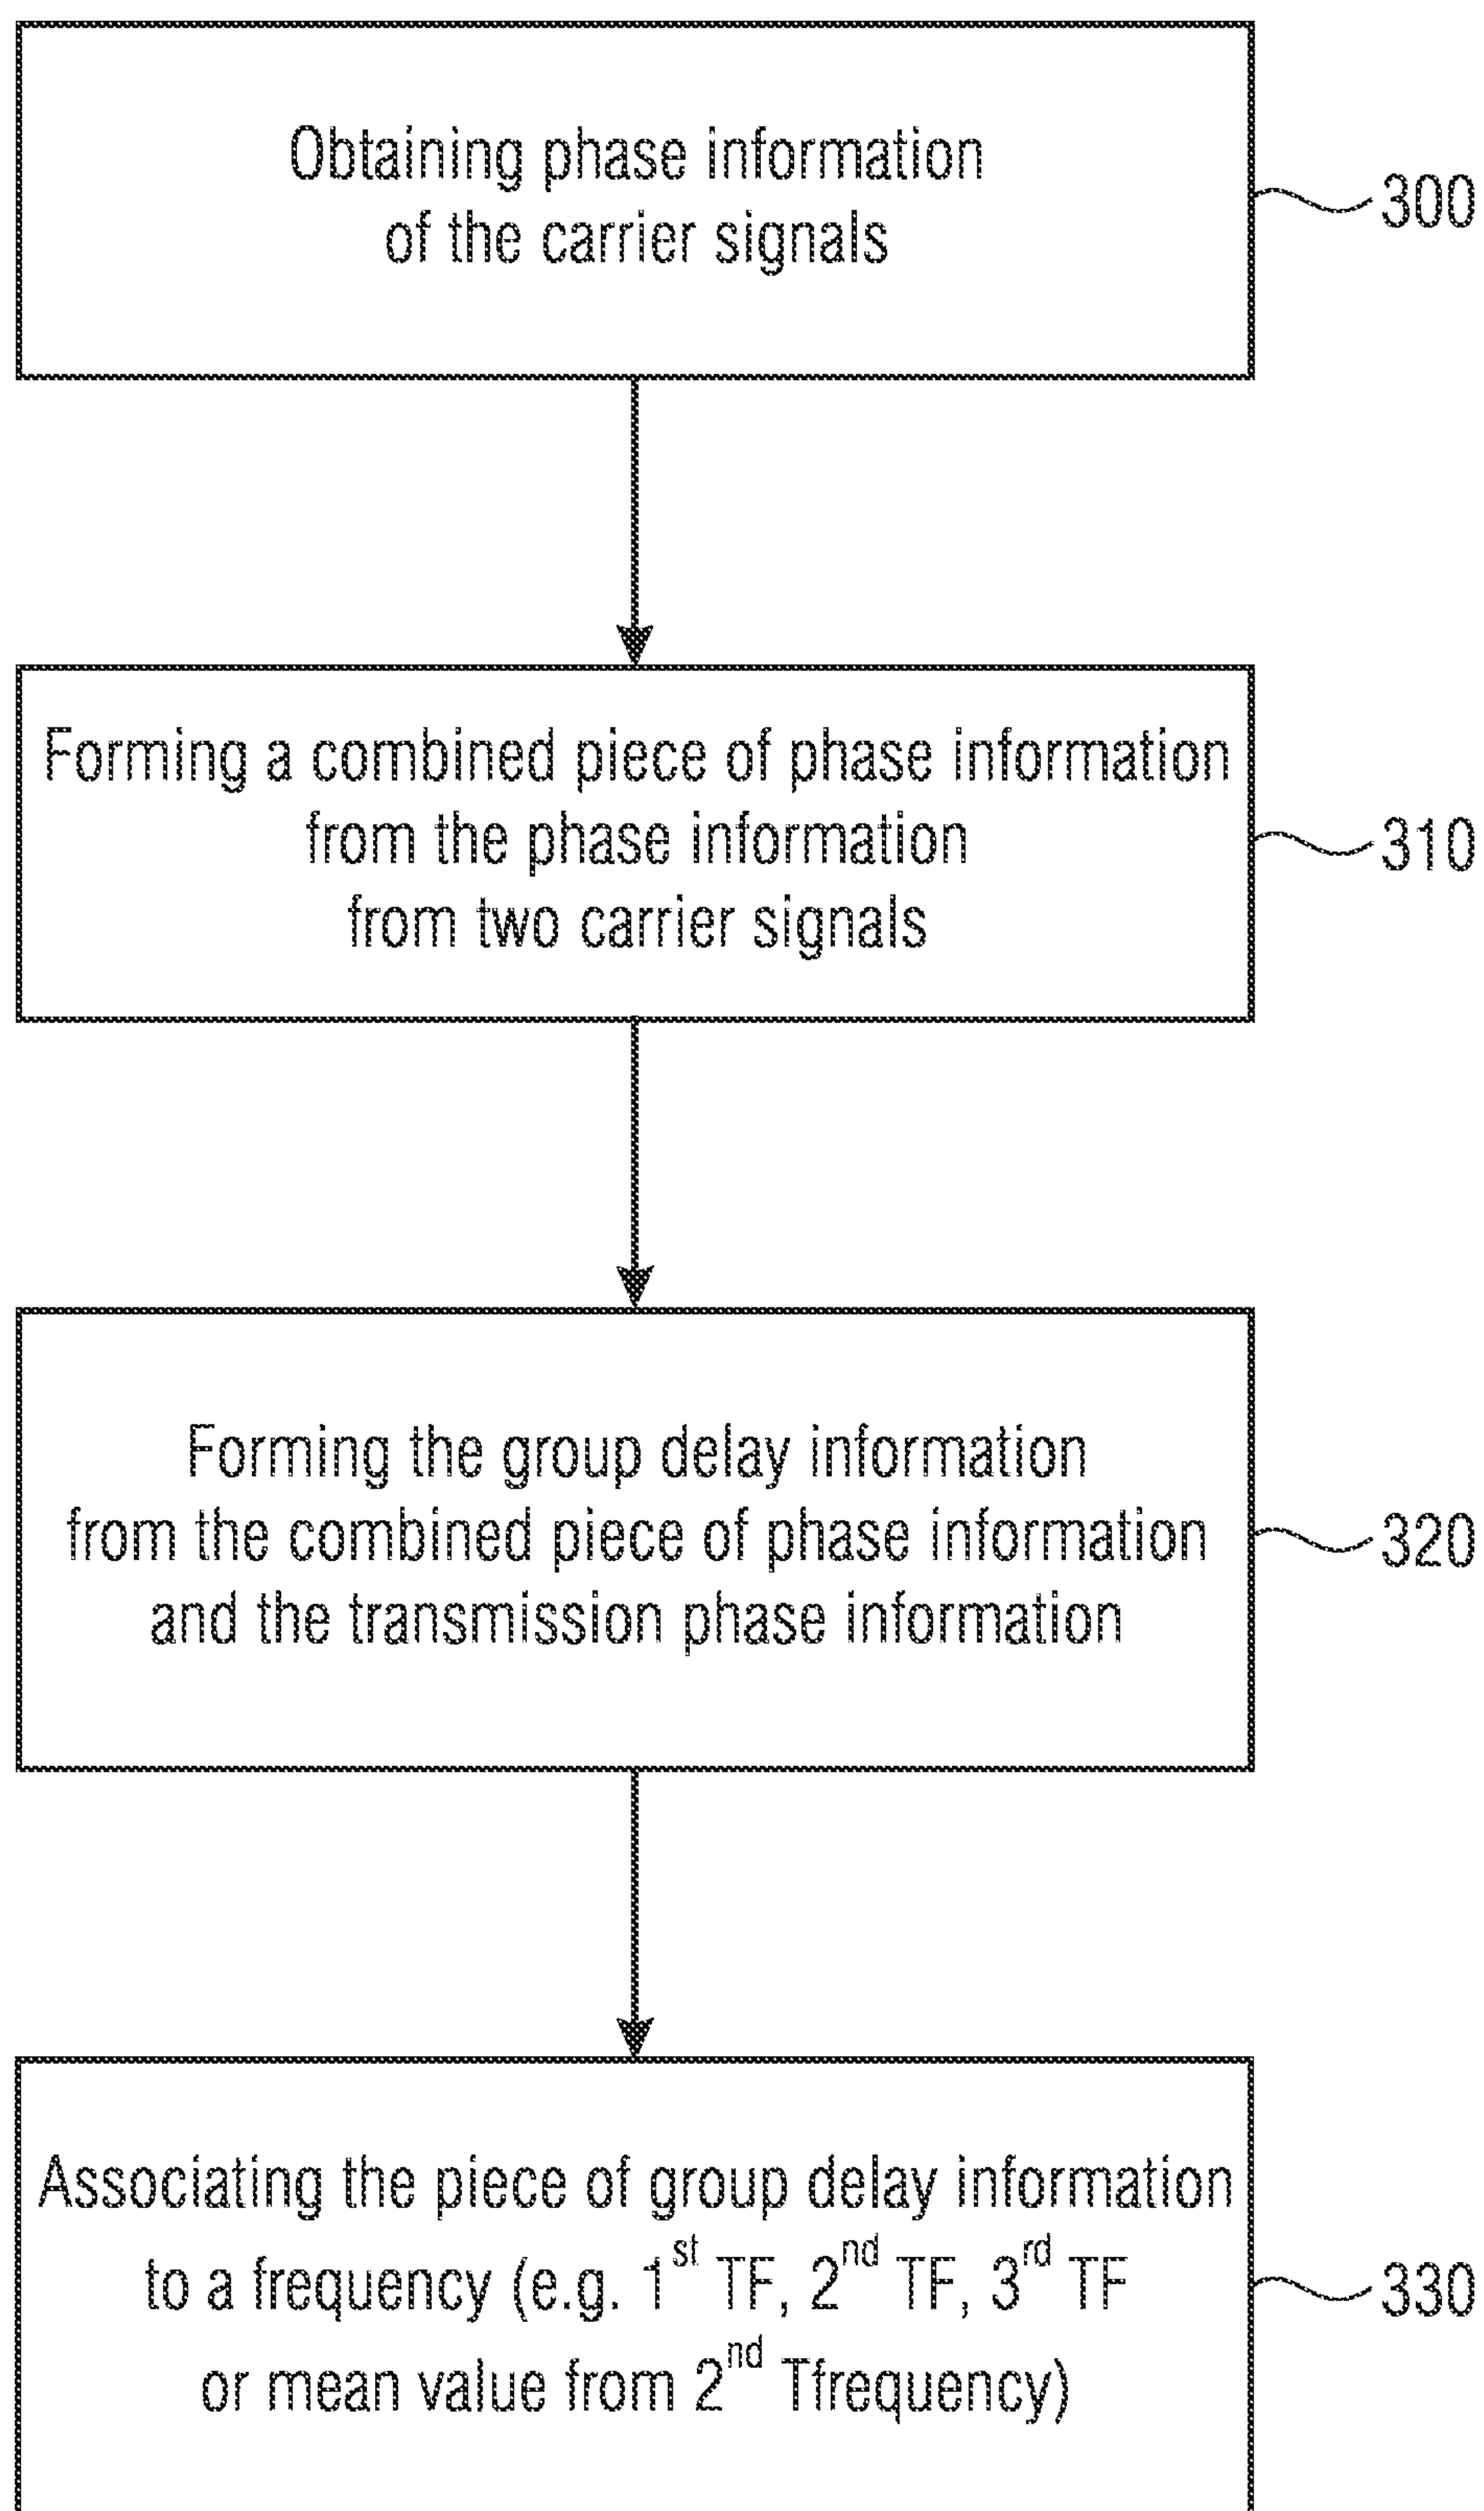 Obtaining phase information
of the carrier signals
300
Forming a combined piece of phase information
from the phase information
from two carrier signals
310
Forming the group delay information
from the combined piece of phase information
and the transmission phase information
320
Associating the piece of group delay information
to a frequency (e.g. 1st TF, 2nd TF, 3rd TF
or mean value from 2nd Tfrequency)
330